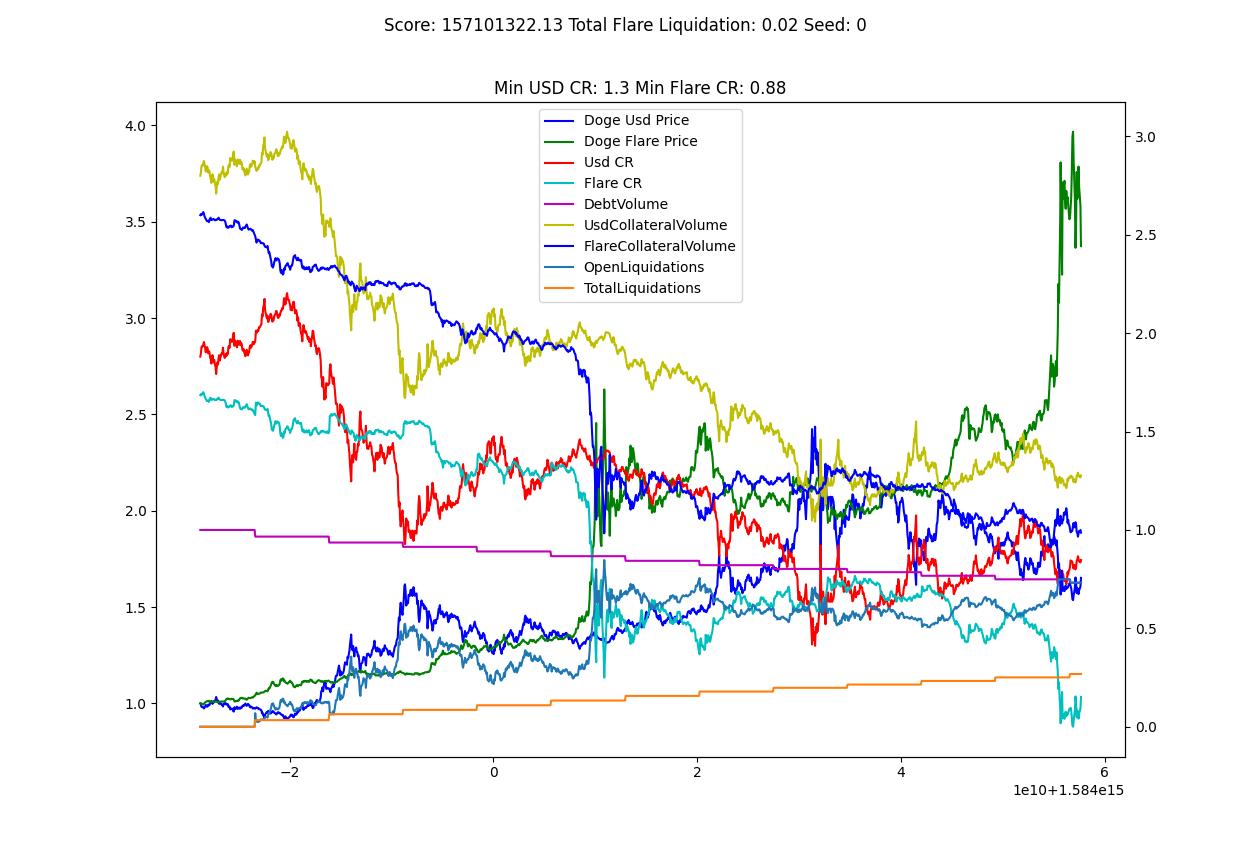 Score: 157101322.13 Total Flare Liquidation: 0.02 Seed: 0
Min USD CR: 1.3 Min Flare CR: 0.88
Doge Usd Price
Doge Flare Price
Usd CR
Flare CR
DebtVolume
UsdCollateralVolume
FlareCollateralVolume
OpenLiquidations
TotalLiquidations
4.0
3.5
3.0
2.5
2.0
1.5
1.0
3.0
2.5
2.0
1.5
1.0
0.5
0.0
−2
0
2
4
6
1e10+1.584e15